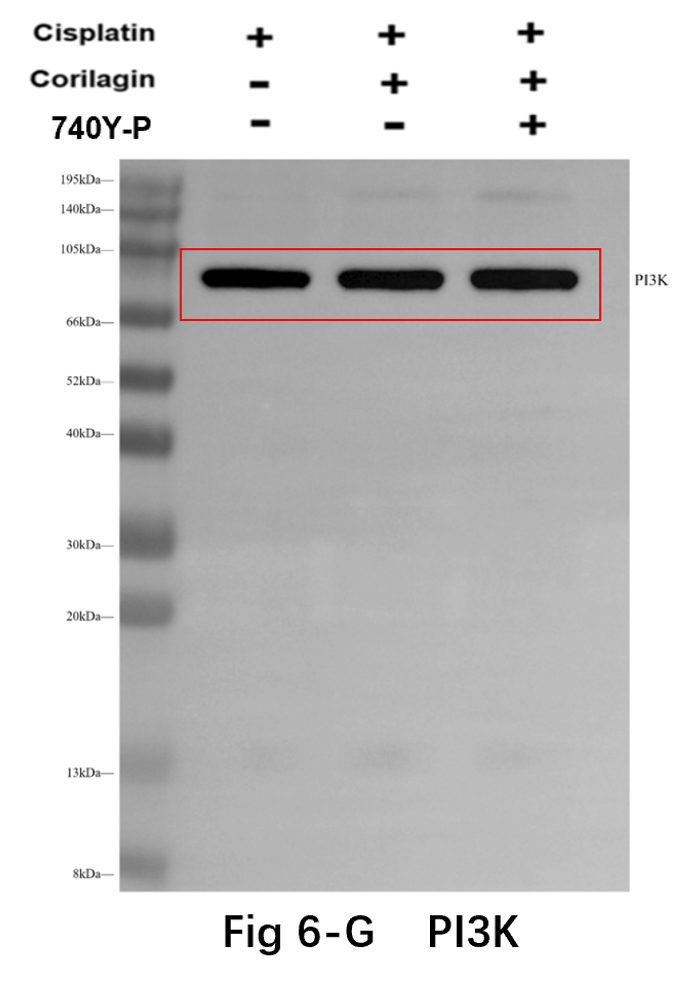 Cisplatin + + +
Corilagin - + +
740Y-P - - +
195kDa—
140kDa—
105kDa—
PI3K
66kDa—
52kDa—
40kDa—
30kDa—
20kDa—
13kDa—
8kDa—
Fig 6-G PI3K